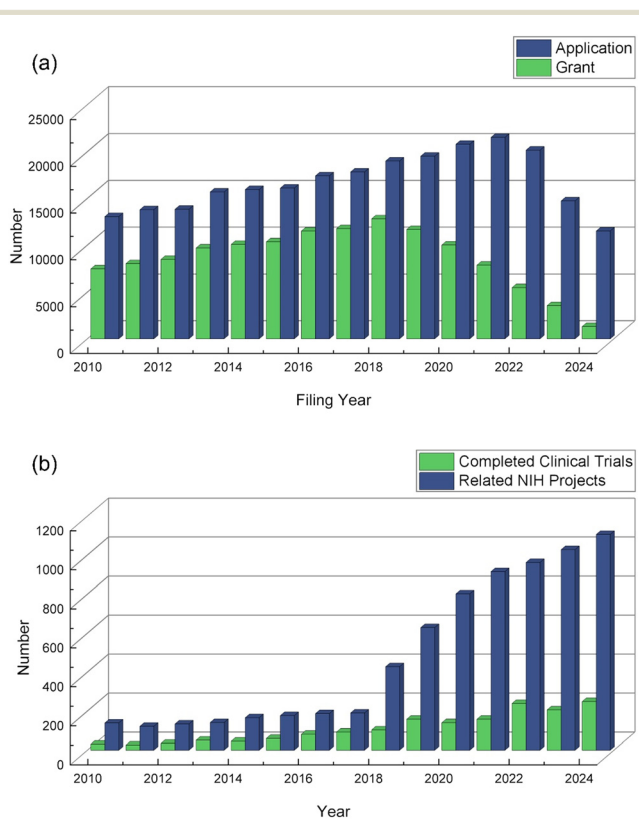 (a)
Application
Grant
25000
20000
15000
10000
5000
0
Number
2010 2012 2014 2016 2018 2020 2022 2024
Filing Year
(b)
Completed Clinical Trials
Related NIH Projects
1200
1000
800
600
400
200
0
Number
2010 2012 2014 2016 2018 2020 2022 2024
Year